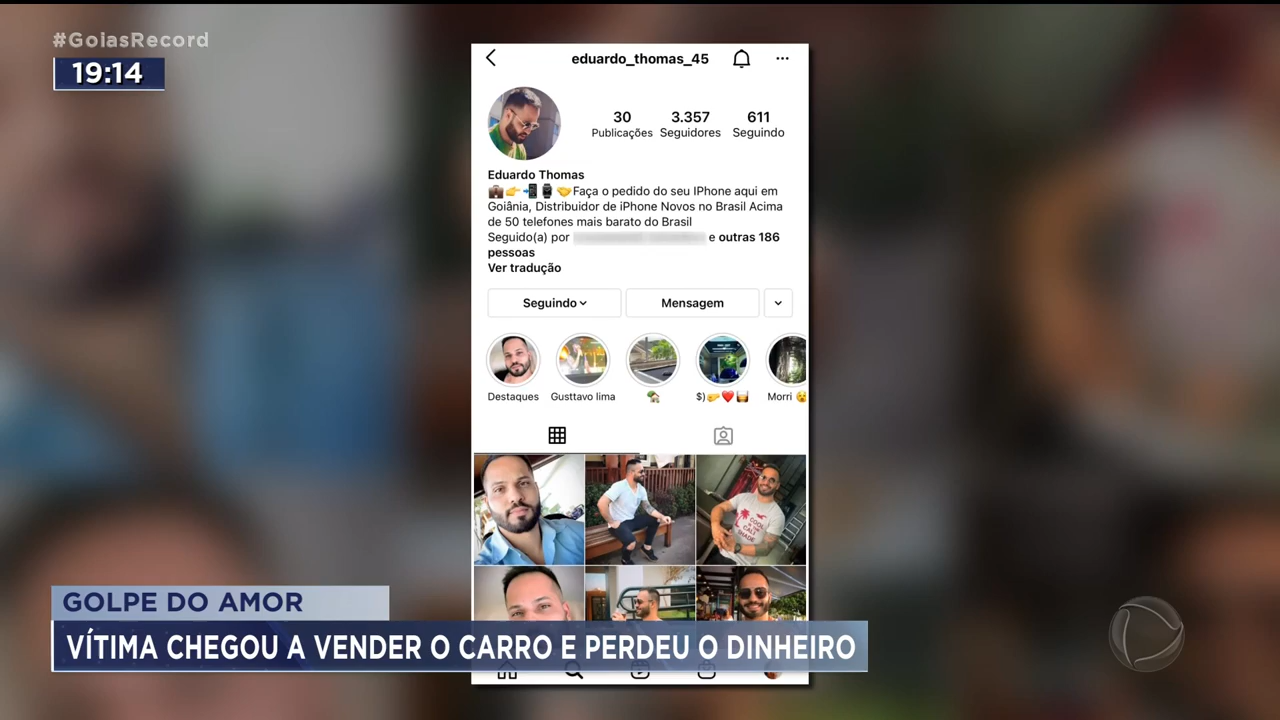 #GoiasRecord
19:14
eduardo_thomas_45
30
Publicações
3.357
Seguidores
611
Seguindo
Eduardo Thomas
💼👉📲⌚🤝Faça o pedido do seu IPhone aqui em
Goiânia, Distribuidor de iPhone Novos no Brasil Acima
de 50 telefones mais barato do Brasil
Seguido(a) por e outras 186
pessoas
Ver tradução
Seguindo
Mensagem
Destaques
Gusttavo lima
🏡
$)
Morri 😵
COOL
CALI
SHADE
GOLPE DO AMOR
VÍTIMA CHEGOU A VENDER O CARRO E PERDEU O DINHEIRO